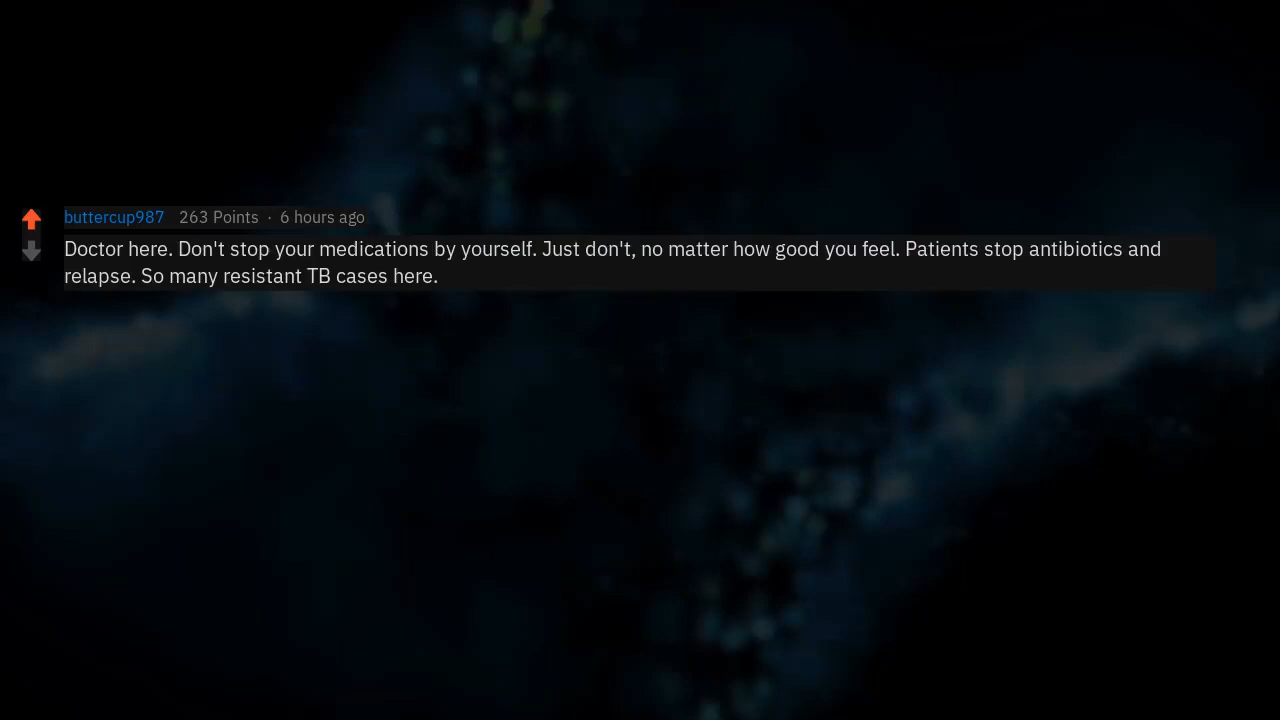 buttercup987 263 Points · 6 hours ago
Doctor here. Don't stop your medications by yourself. Just don't, no matter how good you feel. Patients stop antibiotics and
relapse. So many resistant TB cases here.